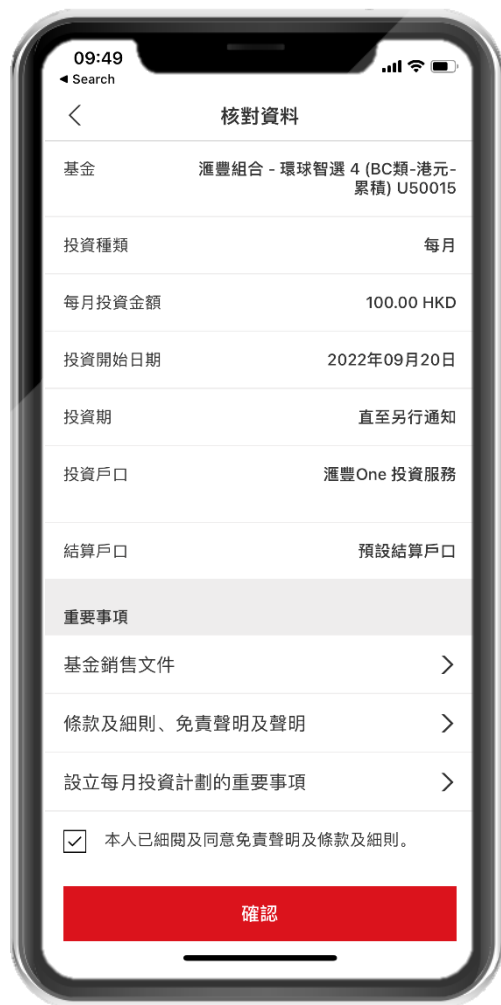 09:49
◀ Search
核對資料
基金
滙豐組合 - 環球智選 4 (BC類-港元-
累積) U50015
投資種類
每月
每月投資金額
100.00 HKD
投資開始日期
2022年09月20日
投資期
直至另行通知
投資戶口
滙豐One 投資服務
結算戶口
預設結算戶口
重要事項
基金銷售文件
條款及細則、免責聲明及聲明
設立每月投資計劃的重要事項
本人已細閱及同意免責聲明及條款及細則。
確認